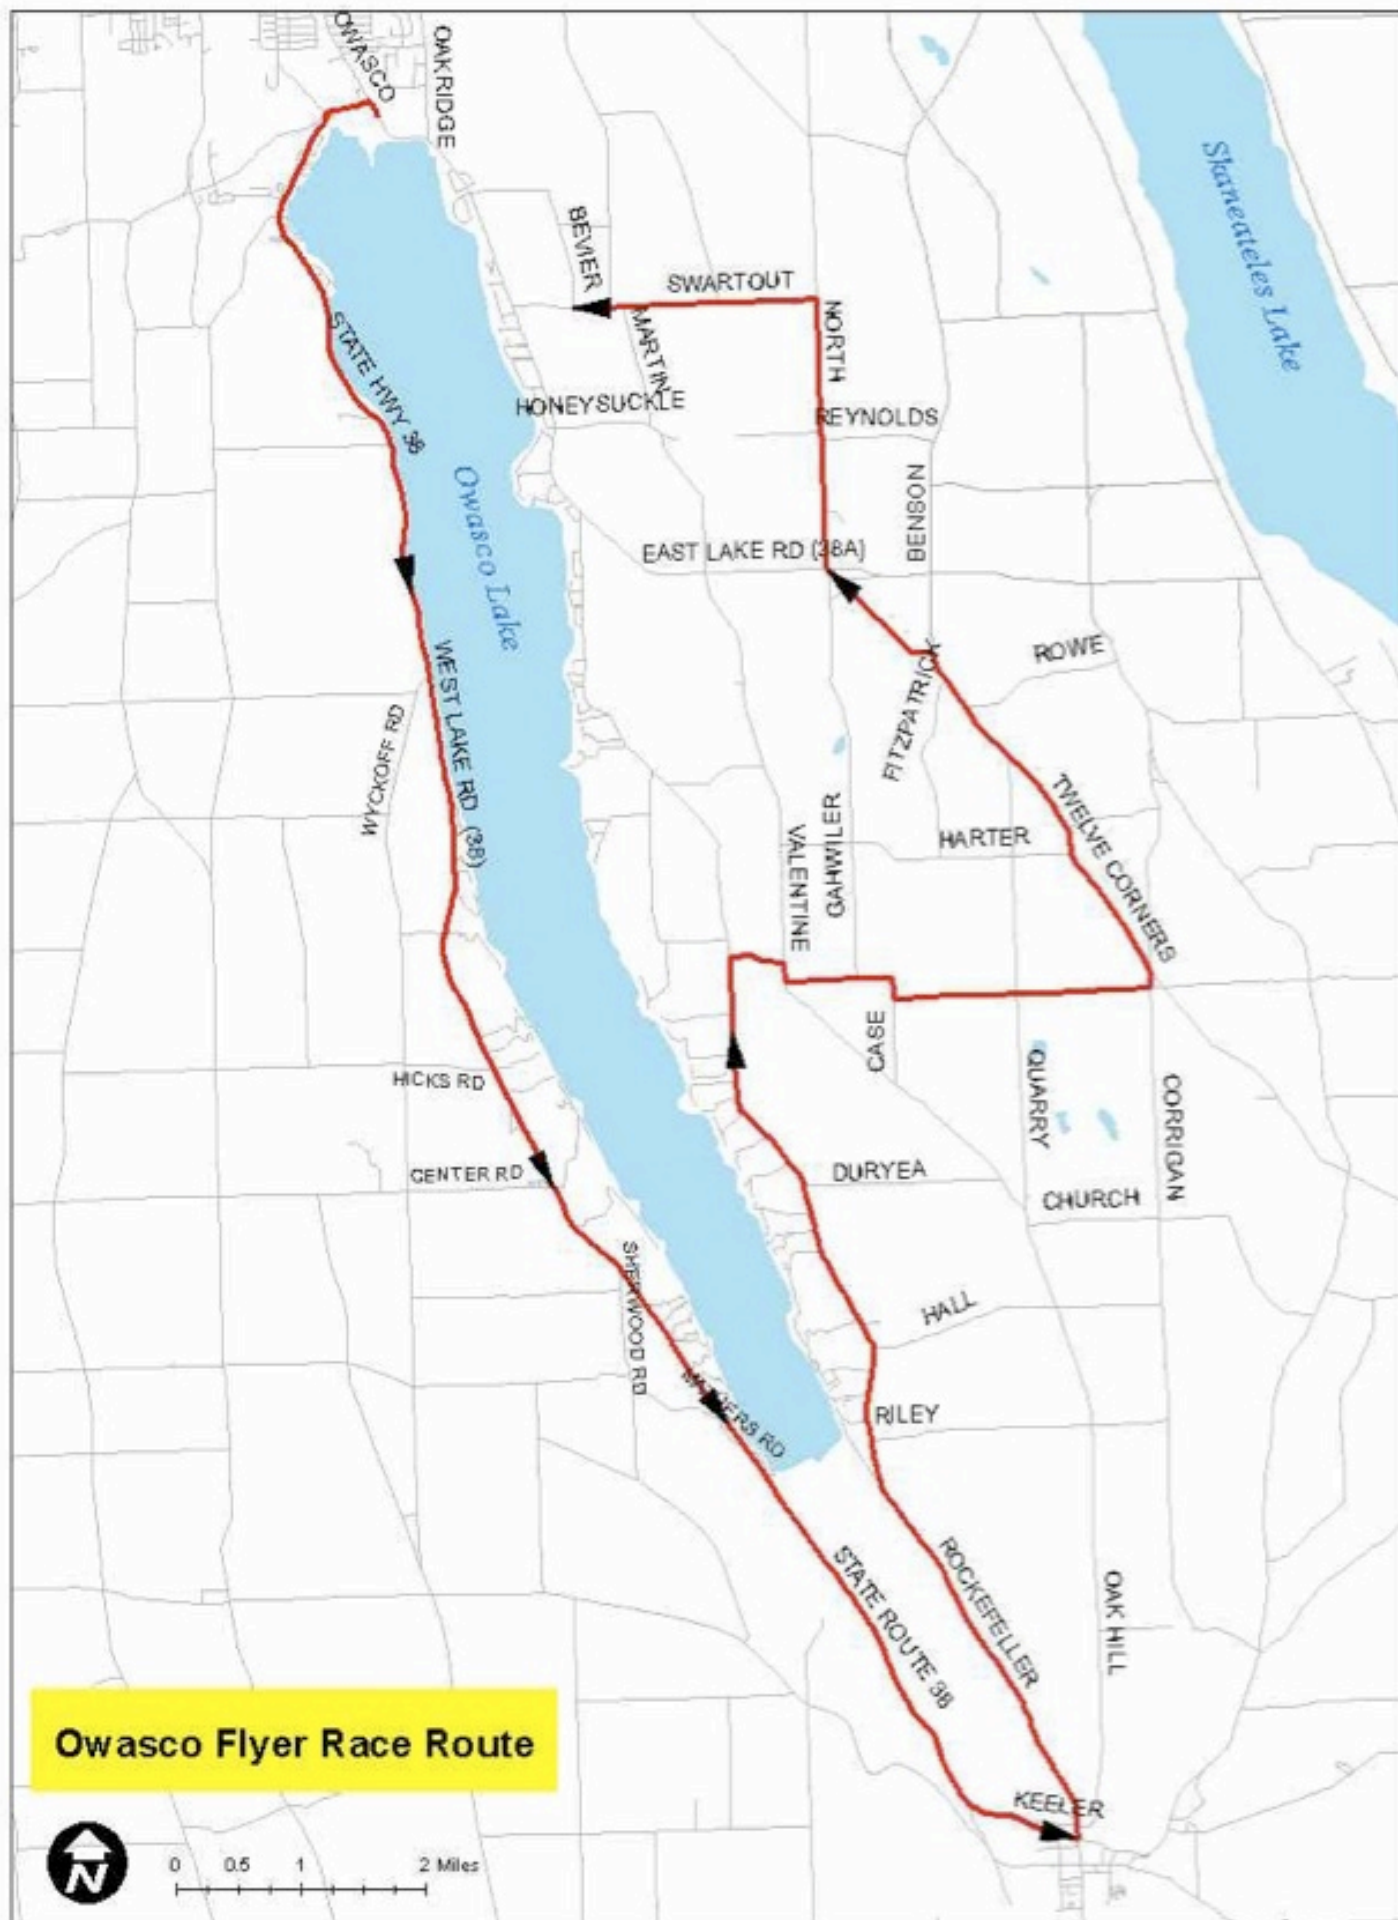 OWASCO
OAKRIDGE
Skaneateles Lake
BEVIER
SWARTOUT
MARTIN
NORTH
STATE HWY 38
HONEYSUCKLE
REYNOLDS
Owasco Lake
BENSON
EAST LAKE RD (38A)
ROWE
WEST LAKE RD (38)
FITZPATRICK
WYCKOFF RD
TWELVE CORNERS
VALENTINE
GAHWILER
HARTER
CASE
HICKS RD
QUARRY
CORRIGAN
CENTER RD
DURYEA
CHURCH
SHERWOOD RD
HALL
RILEY
STATE ROUTE 38
ROCKEFELLER
OAK HILL
Owasco Flyer Race Route
KEELER
N
0 0.5 1 2 Miles